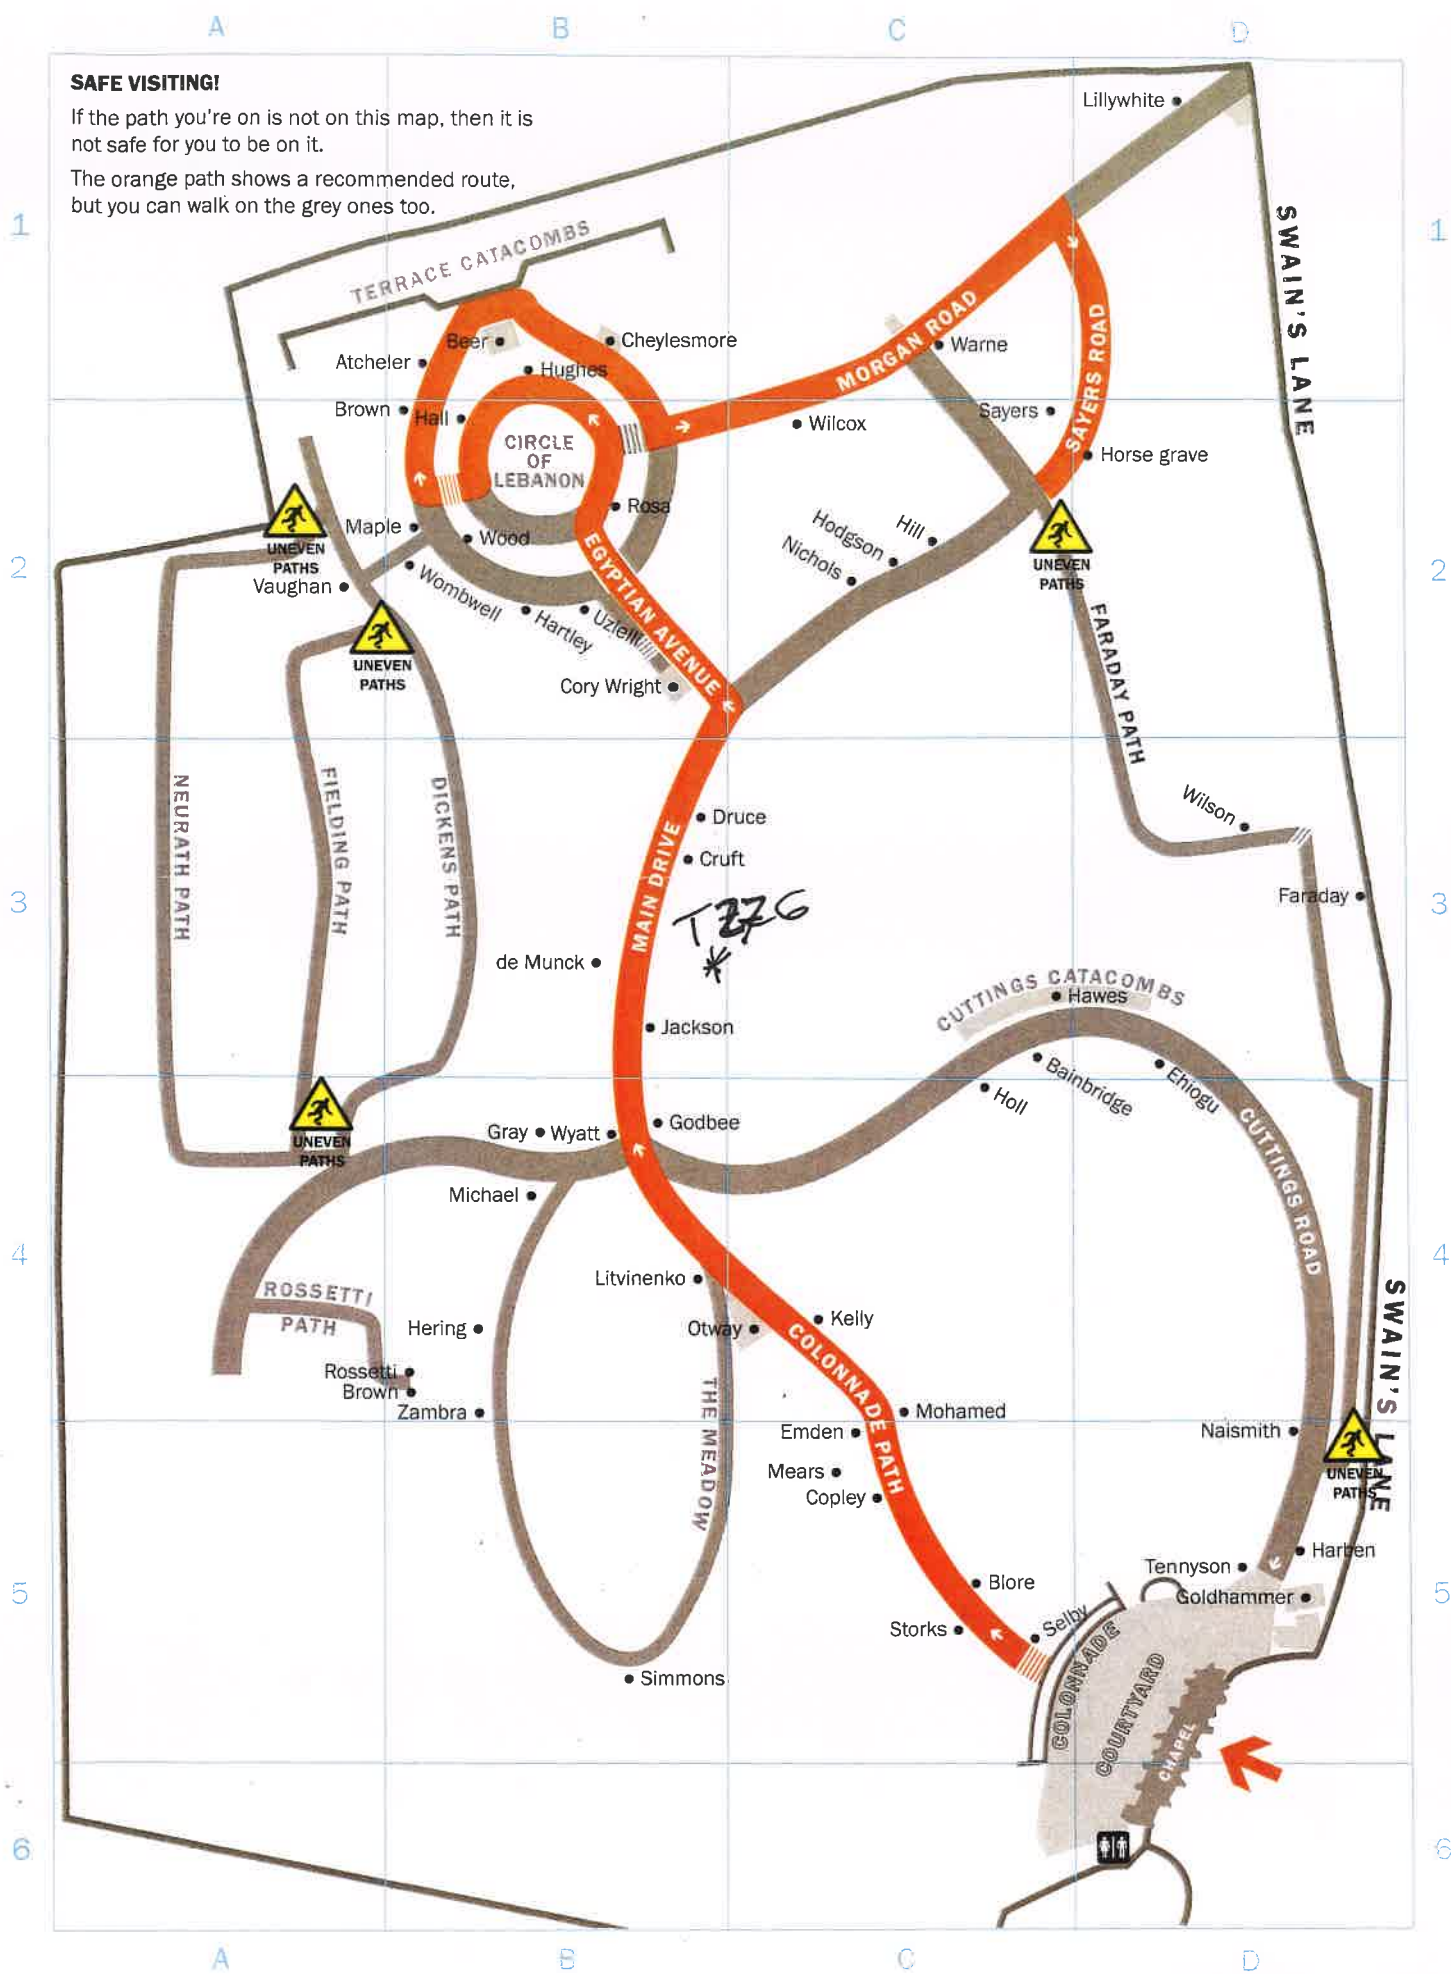 A
B
C
D
SAFE VISITING!
If the path you're on is not on this map, then it is
not safe for you to be on it.
The orange path shows a recommended route,
but you can walk on the grey ones too.
Lillywhite
1
1
SWAIN'S LANE
TERRACE CATACOMBS
Beer
Cheylesmore
Atcheler
Hughes
MORGAN ROAD
Warne
SAYERS ROAD
Brown
Hall
Wilcox
Sayers
CIRCLE
OF
LEBANON
Horse grave
Rosa
Maple
Wood
UNEVEN
PATHS
Vaughan
Hodgson
Hill
Nichols
UNEVEN
PATHS
2
2
Wombwell
Hartley
Uzielli
EGYPTIAN AVENUE
UNEVEN
PATHS
Cory Wright
FARADAY PATH
NEURATH PATH
FIELDING PATH
DICKENS PATH
Druce
Cruft
MAIN DRIVE
Wilson
3
3
Faraday
de Munck
CUTTINGS CATACOMBS
Hawes
Jackson
Bainbridge
Ehiogu
Holl
Godbee
Gray
Wyatt
UNEVEN
PATHS
CUTTINGS ROAD
Michael
4
4
Litvinenko
ROSSETTI
PATH
Hering
Otway
Kelly
SWAIN'S LANE
COLONNADE PATH
Rossetti
Brown
Zambra
THE MEADOW
Mohamed
Emden
Naismith
Mears
Copley
UNEVEN
PATHS
Harben
Tennyson
Blore
Goldhammer
5
5
Storks
Selby
Simmons
COLONNADE
COURTYARD
CHAPEL
6
6
A
B
C
D